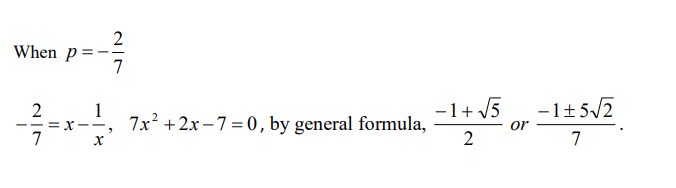 When p = −2/7
−2/7 = x − 1/x, 7x² + 2x − 7 = 0, by general formula, (−1 + √5)/2 or (−1 ± 5√2)/7.